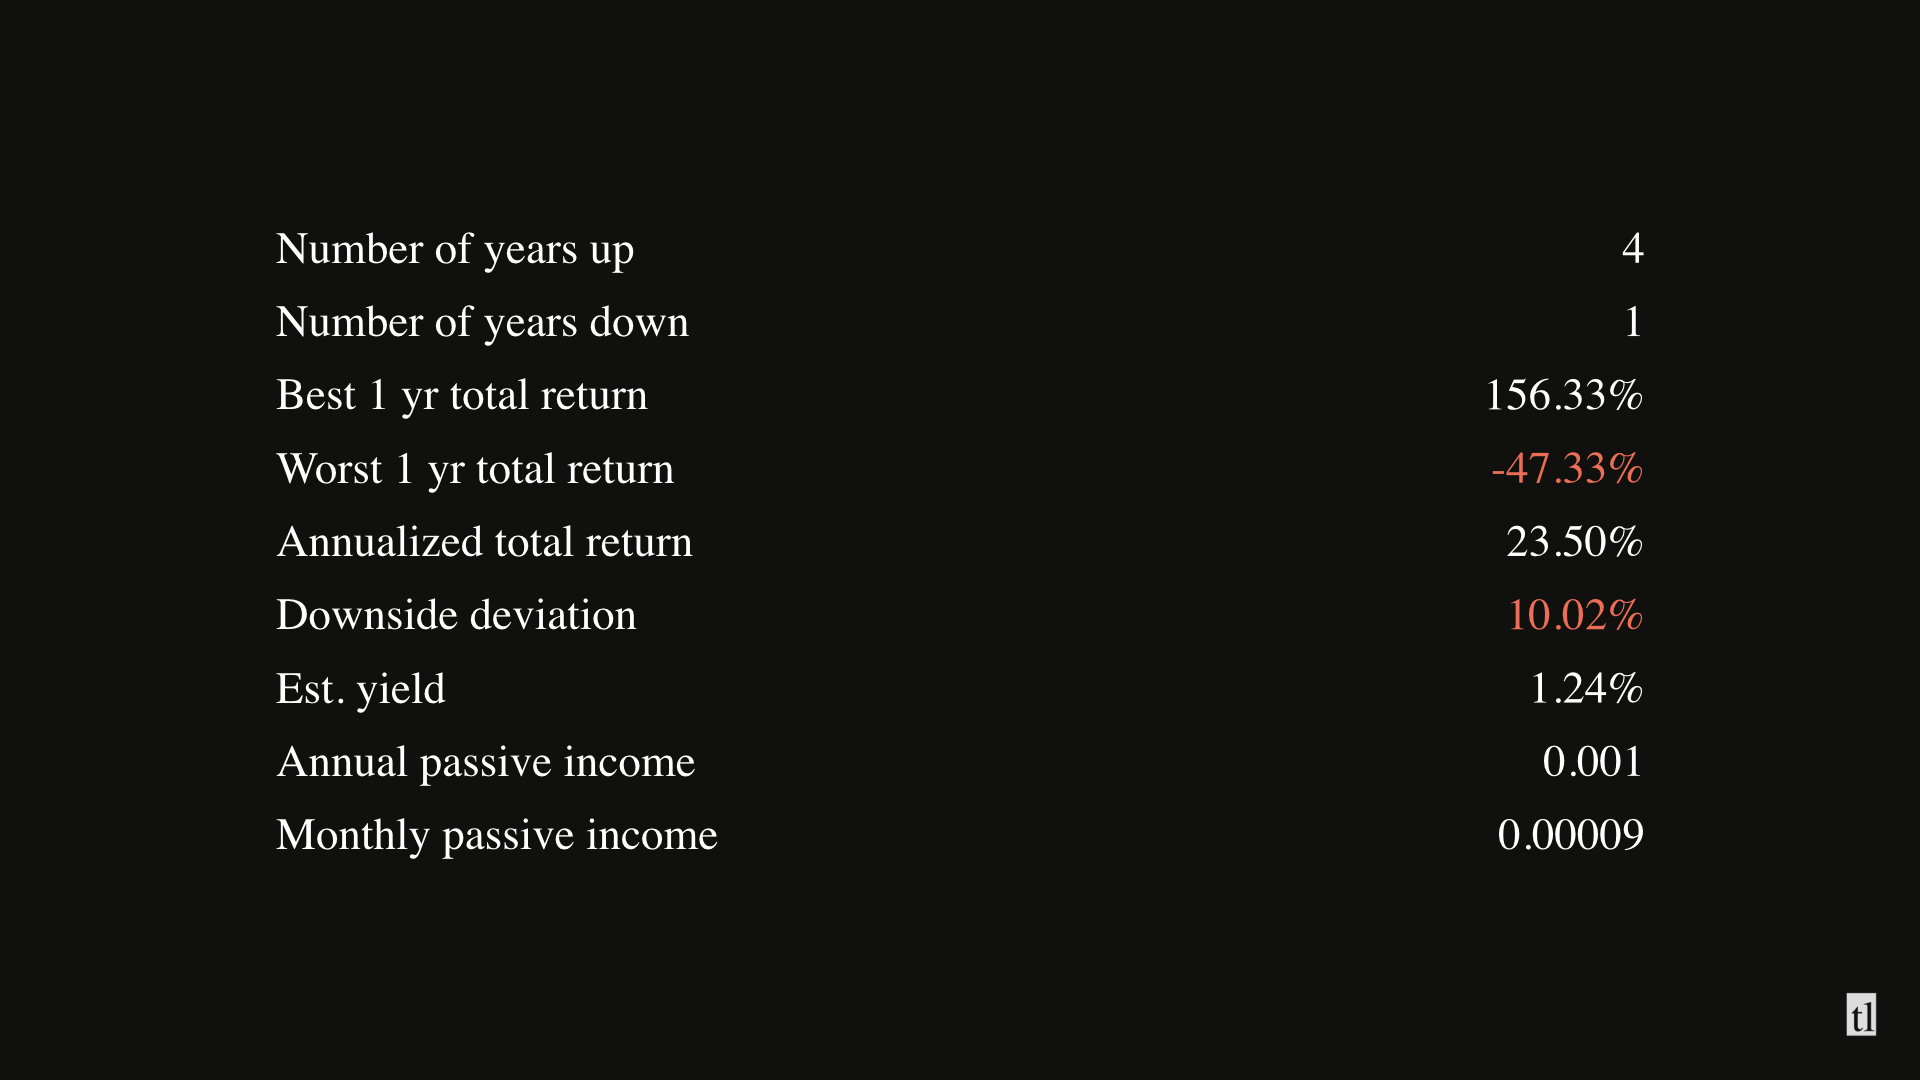 Number of years up 4
Number of years down 1
Best 1 yr total return 156.33%
Worst 1 yr total return -47.33%
Annualized total return 23.50%
Downside deviation 10.02%
Est. yield 1.24%
Annual passive income 0.001
Monthly passive income 0.00009
tl